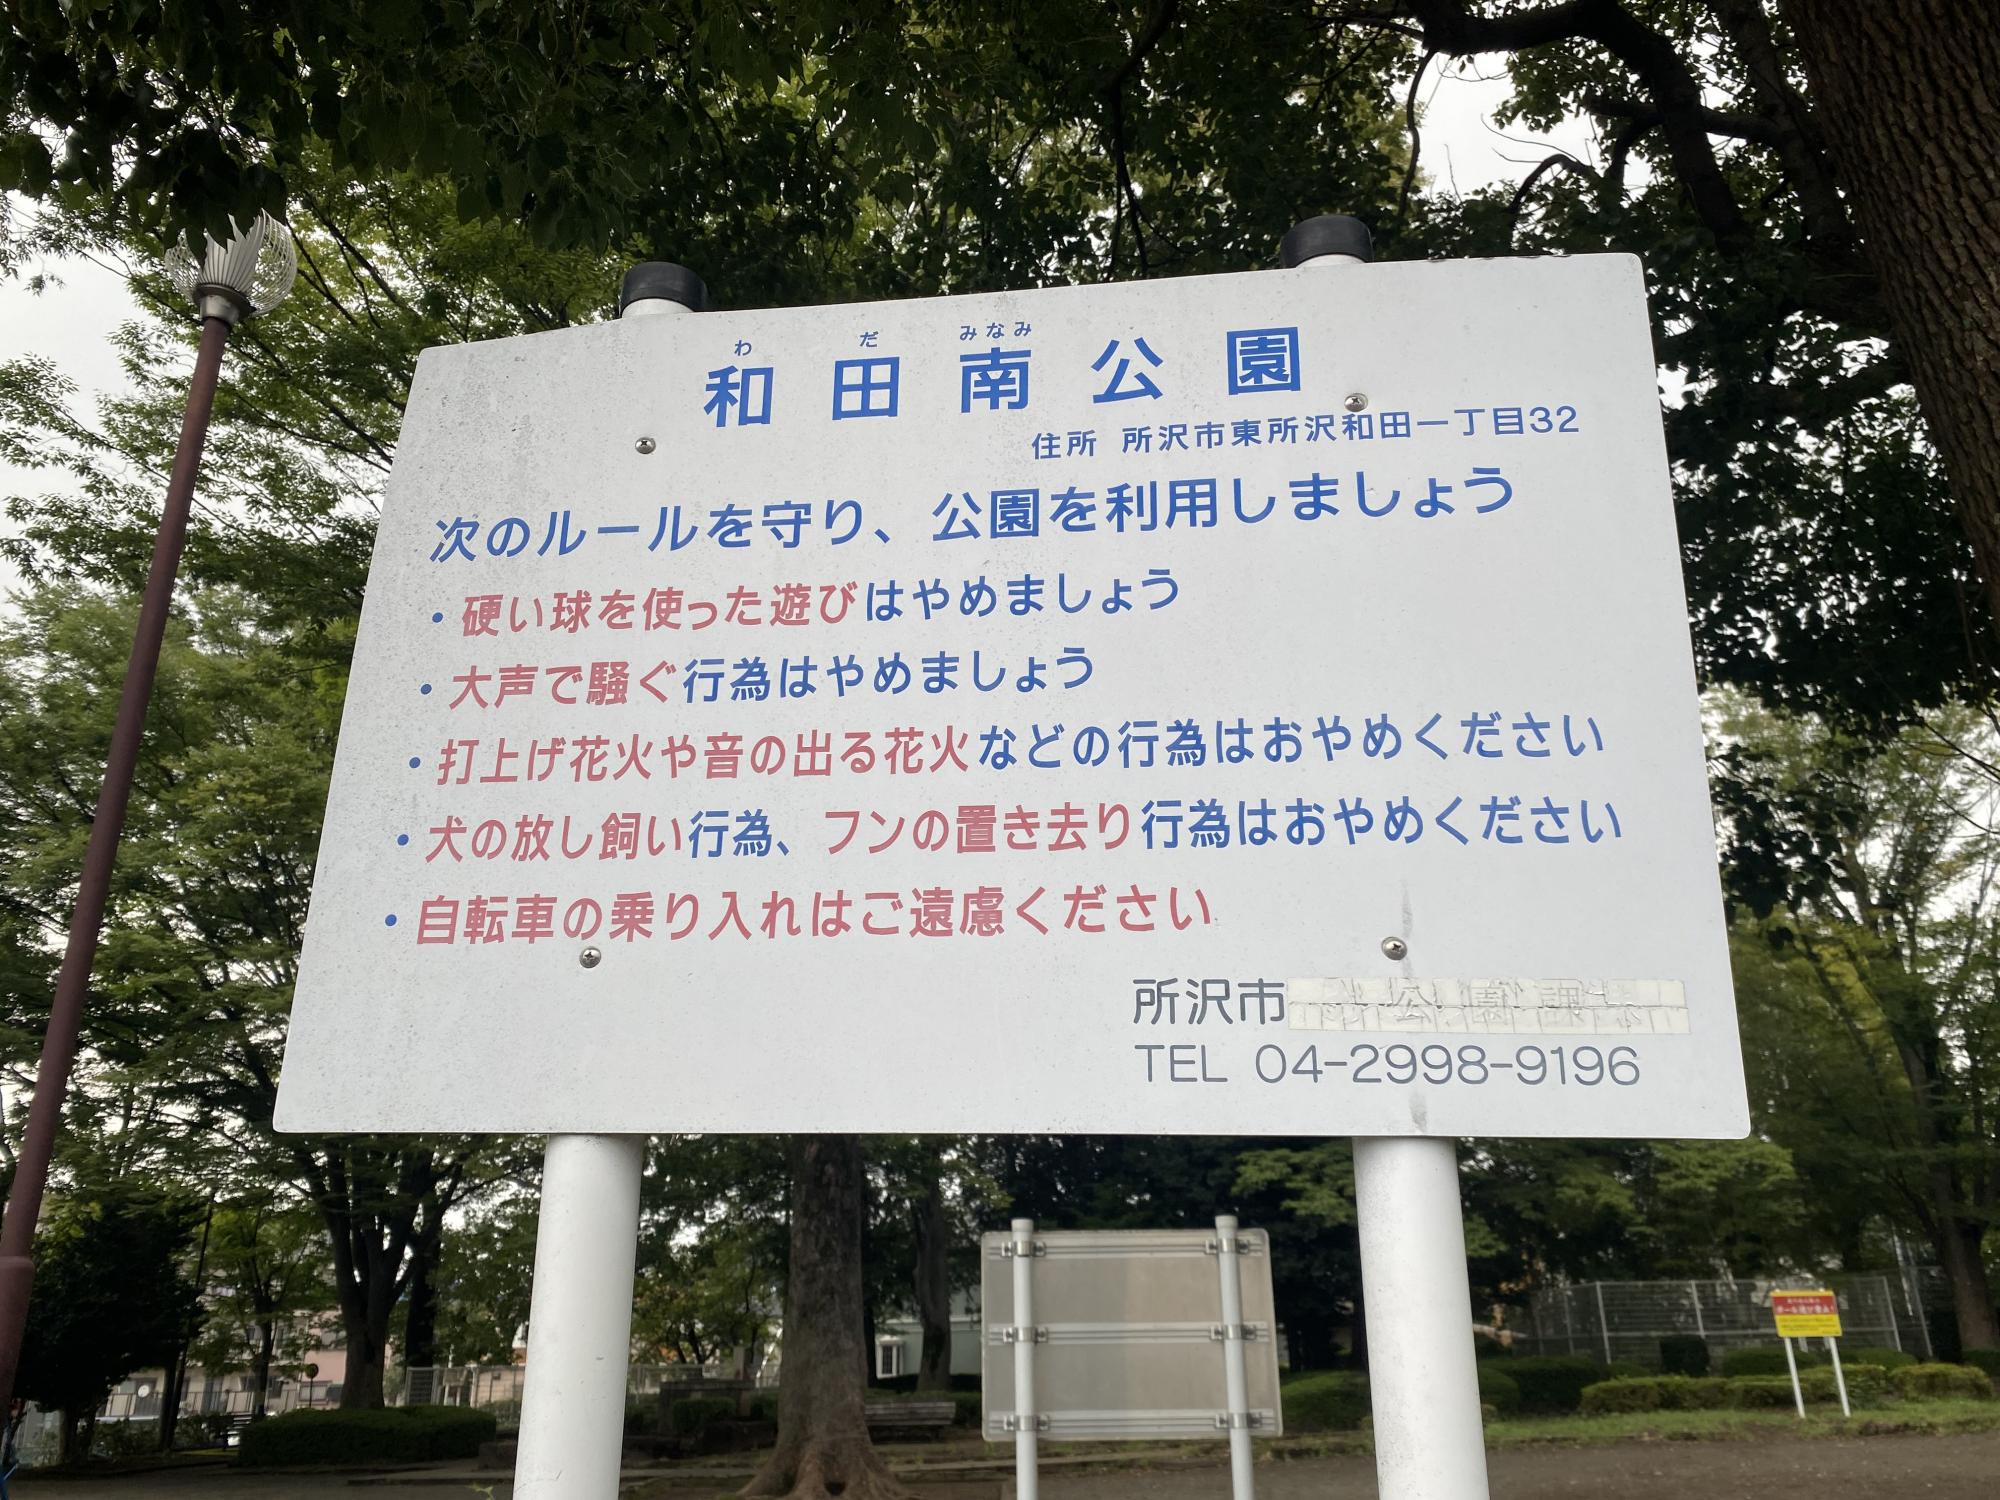 わ だ みなみ
和田南公園
住所 所沢市東所沢和田一丁目32
次のルールを守り、公園を利用しましょう
・硬い球を使った遊びはやめましょう
・大声で騒ぐ行為はやめましょう
・打上げ花火や音の出る花火などの行為はおやめください
・犬の放し飼い行為、フンの置き去り行為はおやめください
・自転車の乗り入れはご遠慮ください
所沢市
TEL 04-2998-9196